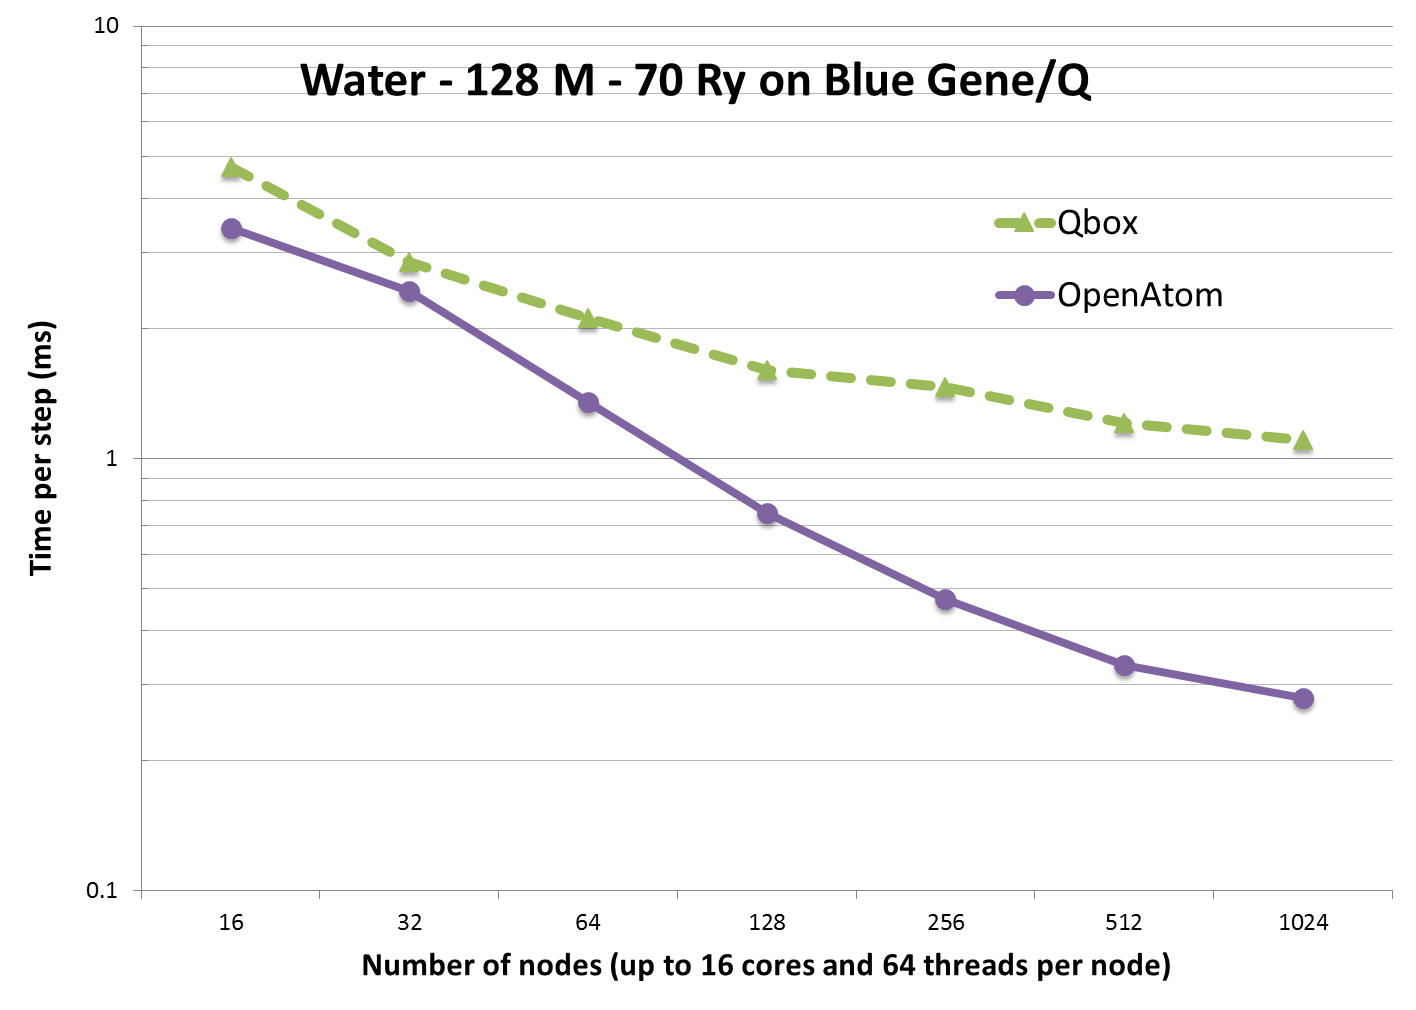 Water - 128 M - 70 Ry on Blue Gene/Q
10
1
0.1
Time per step (ms)
Qbox
OpenAtom
16 32 64 128 256 512 1024
Number of nodes (up to 16 cores and 64 threads per node)